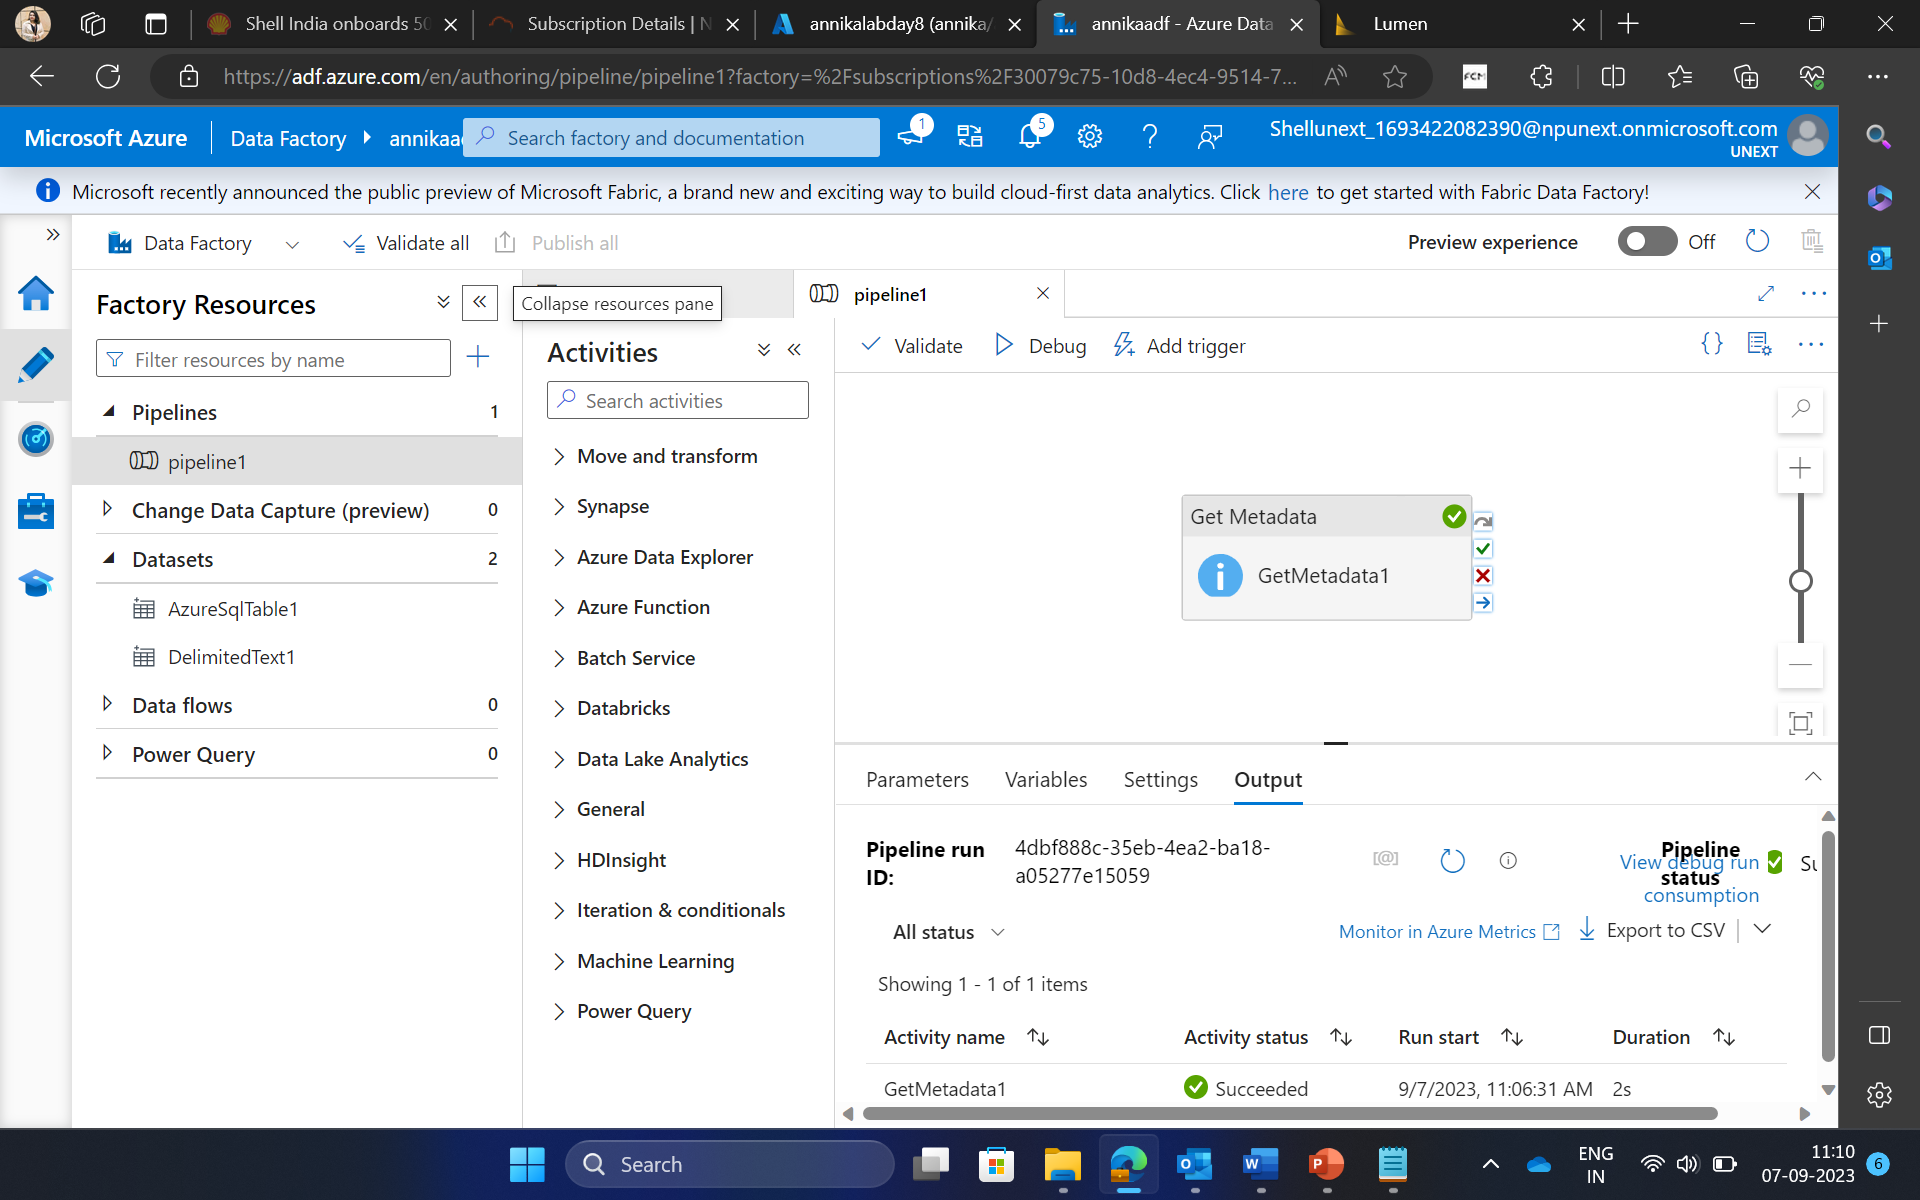 Shell India onboards 50
Subscription Details | N
annikalabday8 (annika/
annikaadf - Azure Data
Lumen
https://adf.azure.com/en/authoring/pipeline/pipeline1?factory=%2Fsubscriptions%2F30079c75-10d8-4ec4-9514-7...
FCM
Microsoft Azure
Data Factory
annikaa
Search factory and documentation
1
5
Shellunext_1693422082390@npunext.onmicrosoft.com
UNEXT
Microsoft recently announced the public preview of Microsoft Fabric, a brand new and exciting way to build cloud-first data analytics. Click here to get started with Fabric Data Factory!
Data Factory
Validate all
Publish all
Preview experience
Off
Factory Resources
Collapse resources pane
pipeline1
Filter resources by name
Pipelines 1
pipeline1
Change Data Capture (preview) 0
Datasets 2
AzureSqlTable1
DelimitedText1
Data flows 0
Power Query 0
Activities
Search activities
Move and transform
Synapse
Azure Data Explorer
Azure Function
Batch Service
Databricks
Data Lake Analytics
General
HDInsight
Iteration & conditionals
Machine Learning
Power Query
Validate
Debug
Add trigger
Get Metadata
GetMetadata1
Parameters
Variables
Settings
Output
Pipeline run
ID:
4dbf888c-35eb-4ea2-ba18-
a05277e15059
Pipeline
status
View debug run
consumption
Su
All status
Monitor in Azure Metrics
Export to CSV
Showing 1 - 1 of 1 items
Activity name
Activity status
Run start
Duration
GetMetadata1
Succeeded
9/7/2023, 11:06:31 AM
2s
Search
ENG
IN
11:10
07-09-2023
6